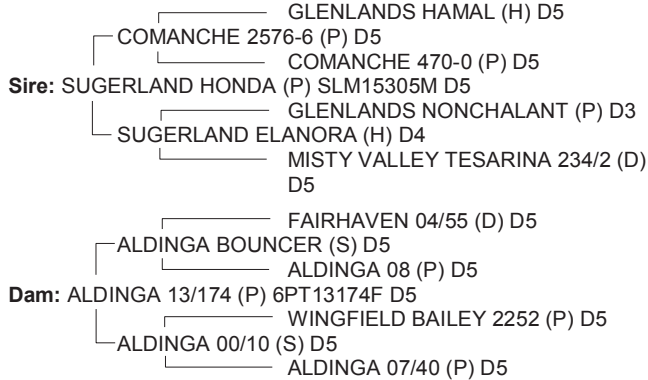 GLENLANDS HAMAL (H) D5
COMANCHE 2576-6 (P) D5
COMANCHE 470-0 (P) D5
Sire: SUGERLAND HONDA (P) SLM15305M D5
GLENLANDS NONCHALANT (P) D3
SUGERLAND ELANORA (H) D4
MISTY VALLEY TESARINA 234/2 (D)
D5
FAIRHAVEN 04/55 (D) D5
ALDINGA BOUNCER (S) D5
ALDINGA 08 (P) D5
Dam: ALDINGA 13/174 (P) 6PT13174F D5
WINGFIELD BAILEY 2252 (P) D5
ALDINGA 00/10 (S) D5
ALDINGA 07/40 (P) D5